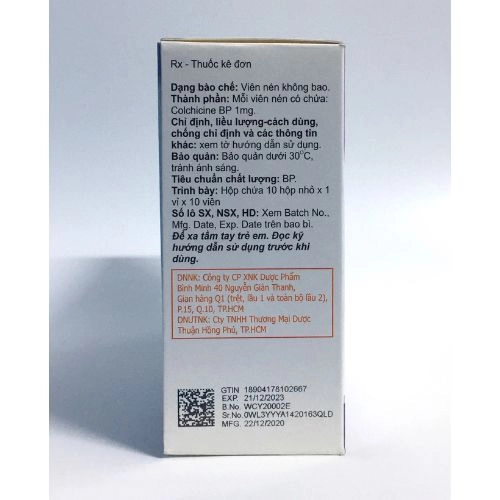 Rx - Thuốc kê đơn
Dạng bào chế: Viên nén không bao.
Thành phần: Mỗi viên nén có chứa:
Colchicine BP 1mg.
Chỉ định, liều lượng-cách dùng,
chống chỉ định và các thông tin
khác: xem tờ hướng dẫn sử dụng.
Bảo quản: Bảo quản dưới 30°C,
tránh ánh sáng.
Tiêu chuẩn chất lượng: BP.
Trình bày: Hộp chứa 10 hộp nhỏ x 1
vỉ x 10 viên
Số lô SX, NSX, HD: Xem Batch No.,
Mfg. Date, Exp. Date trên bao bì.
Để xa tầm tay trẻ em. Đọc kỹ
hướng dẫn sử dụng trước khi
dùng.
DNNK: Công ty CP XNK Dược Phẩm
Bình Minh 40 Nguyễn Giản Thanh,
Gian hàng Q1 (trệt, lầu 1 và toàn bộ lầu 2),
P.15, Q.10, TP.HCM
DNUTNK: Cty TNHH Thương Mại Dược
Thuận Hồng Phú, TP.HCM
GTIN 18904178102667
EXP. 21/12/2023
B.No. WCY20002E
Sr.No.0WL3YYYA1420163QLD
MFG. 22/12/2020